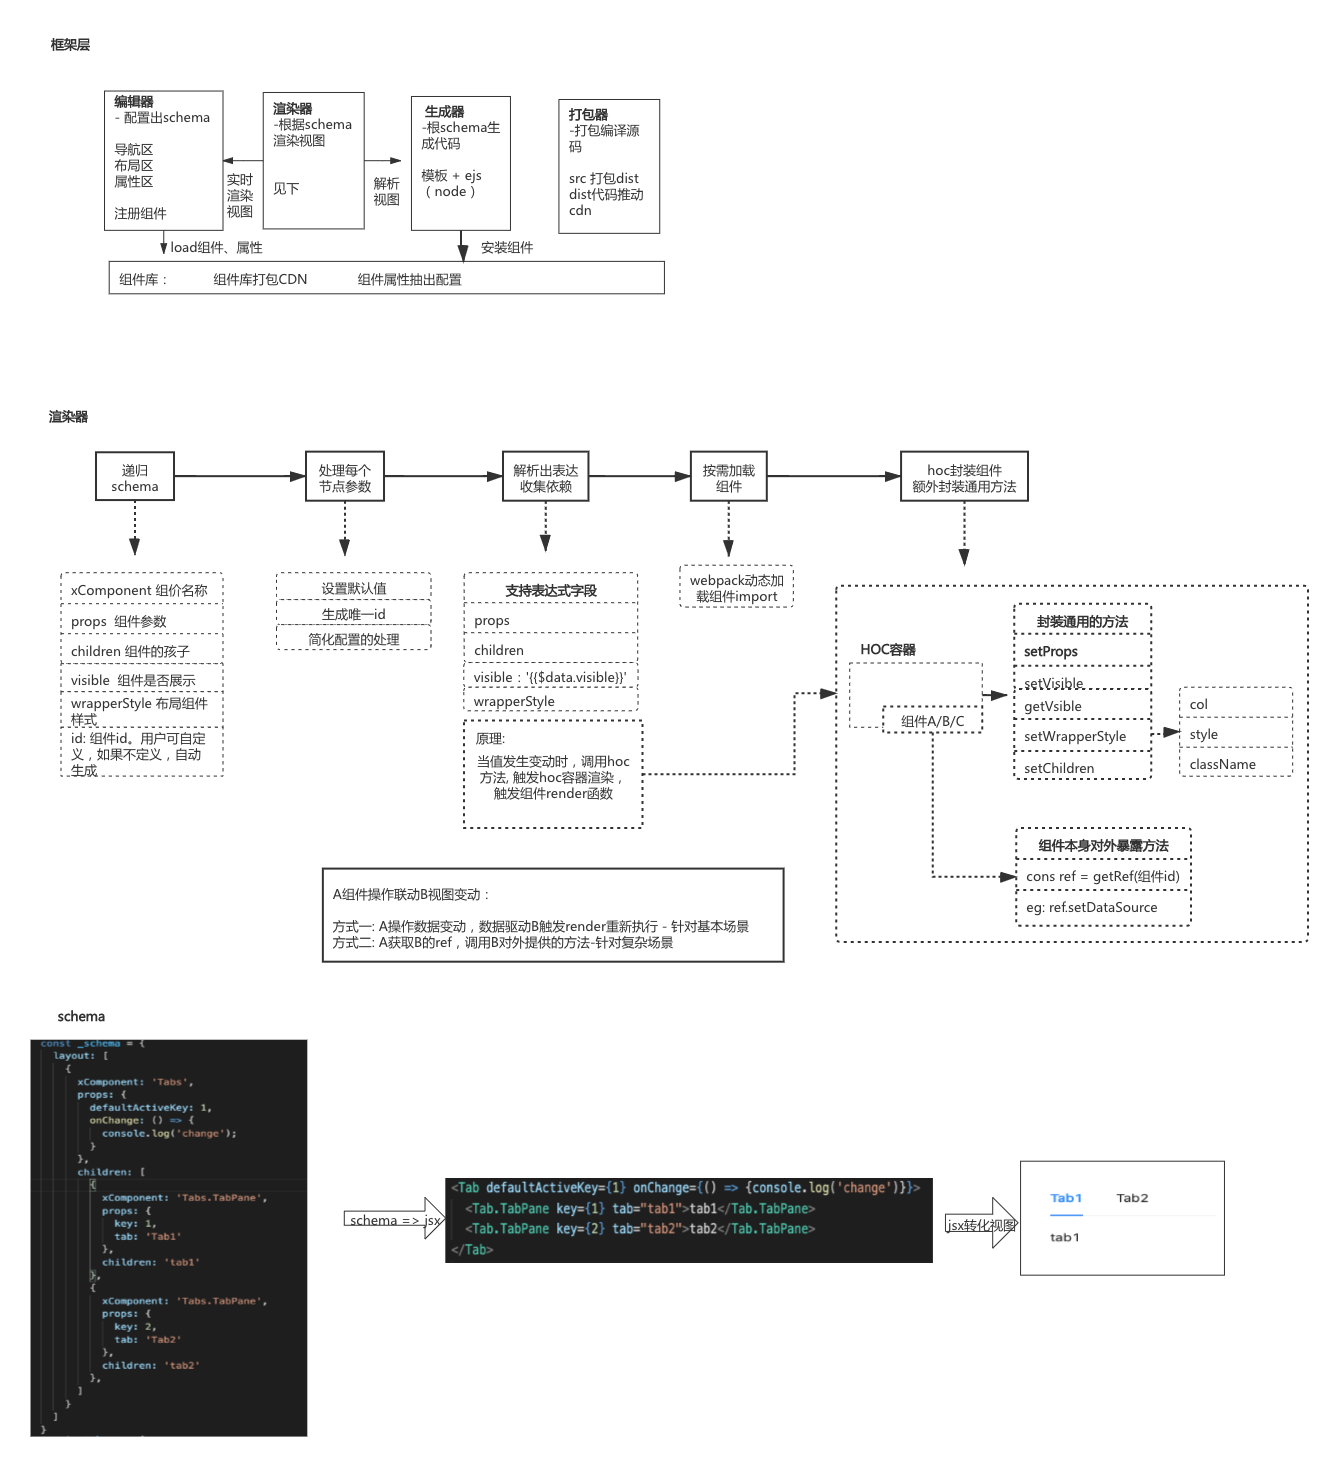 框架层
编辑器
- 配置出schema
导航区
布局区
属性区
注册组件
渲染器
-根据schema
渲染视图
见下
生成器
-根schema生
成代码
模板 + ejs
（node）
打包器
-打包编译源
码
src 打包dist
dist代码推动
cdn
实时
渲染
视图
解析
视图
load组件、属性
安装组件
组件库：
组件库打包CDN
组件属性抽出配置
渲染器
递归
schema
处理每个
节点参数
解析出表达
收集依赖
按需加载
组件
hoc封装组件
额外封装通用方法
xComponent 组价名称
props 组件参数
children 组件的孩子
visible 组件是否展示
wrapperStyle 布局组件
样式
id: 组件id。用户可自定
义，如果不定义，自动
生成
设置默认值
生成唯一id
简化配置的处理
支持表达式字段
props
children
visible：'{{$data.visible}}'
wrapperStyle
原理:
当值发生变动时，调用hoc
方法, 触发hoc容器渲染，
触发组件render函数
webpack动态加
载组件import
HOC容器
组件A/B/C
封装通用的方法
setProps
setVisible
getVsible
setWrapperStyle
setChildren
col
style
className
组件本身对外暴露方法
cons ref = getRef(组件id)
eg: ref.setDataSource
A组件操作联动B视图变动：
方式一: A操作数据变动，数据驱动B触发render重新执行 - 针对基本场景
方式二: A获取B的ref，调用B对外提供的方法-针对复杂场景
schema
const _schema = {
layout: [
{
xComponent: 'Tabs',
props: {
defaultActiveKey: 1,
onChange: () => {
console.log('change');
}
},
children: [
{
xComponent: 'Tabs.TabPane',
props: {
key: 1,
tab: 'Tab1'
},
children: 'tab1'
},
{
xComponent: 'Tabs.TabPane',
props: {
key: 2,
tab: 'Tab2'
},
children: 'tab2'
},
]
}
]
}
schema => jsx
<Tab defaultActiveKey={1} onChange={() => {console.log('change')}}>
<Tab.TabPane key={1} tab="tab1">tab1</Tab.TabPane>
<Tab.TabPane key={2} tab="tab2">tab2</Tab.TabPane>
</Tab>
jsx转化视图
Tab1 Tab2
tab1